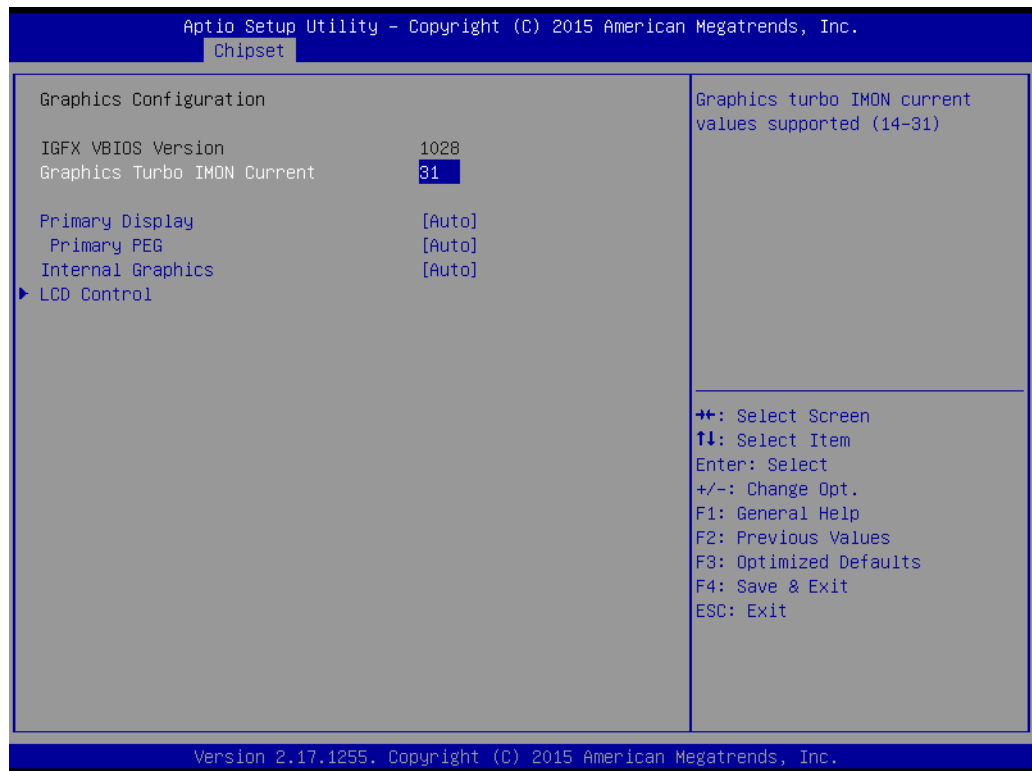 Aptio Setup Utility – Copyright (C) 2015 American Megatrends, Inc.
Chipset
Graphics Configuration
IGFX VBIOS Version 1028
Graphics Turbo IMON Current 31
Primary Display [Auto]
Primary PEG [Auto]
Internal Graphics [Auto]
► LCD Control
Graphics turbo IMON current
values supported (14-31)
→←: Select Screen
↑↓: Select Item
Enter: Select
+/-: Change Opt.
F1: General Help
F2: Previous Values
F3: Optimized Defaults
F4: Save & Exit
ESC: Exit
Version 2.17.1255. Copyright (C) 2015 American Megatrends, Inc.